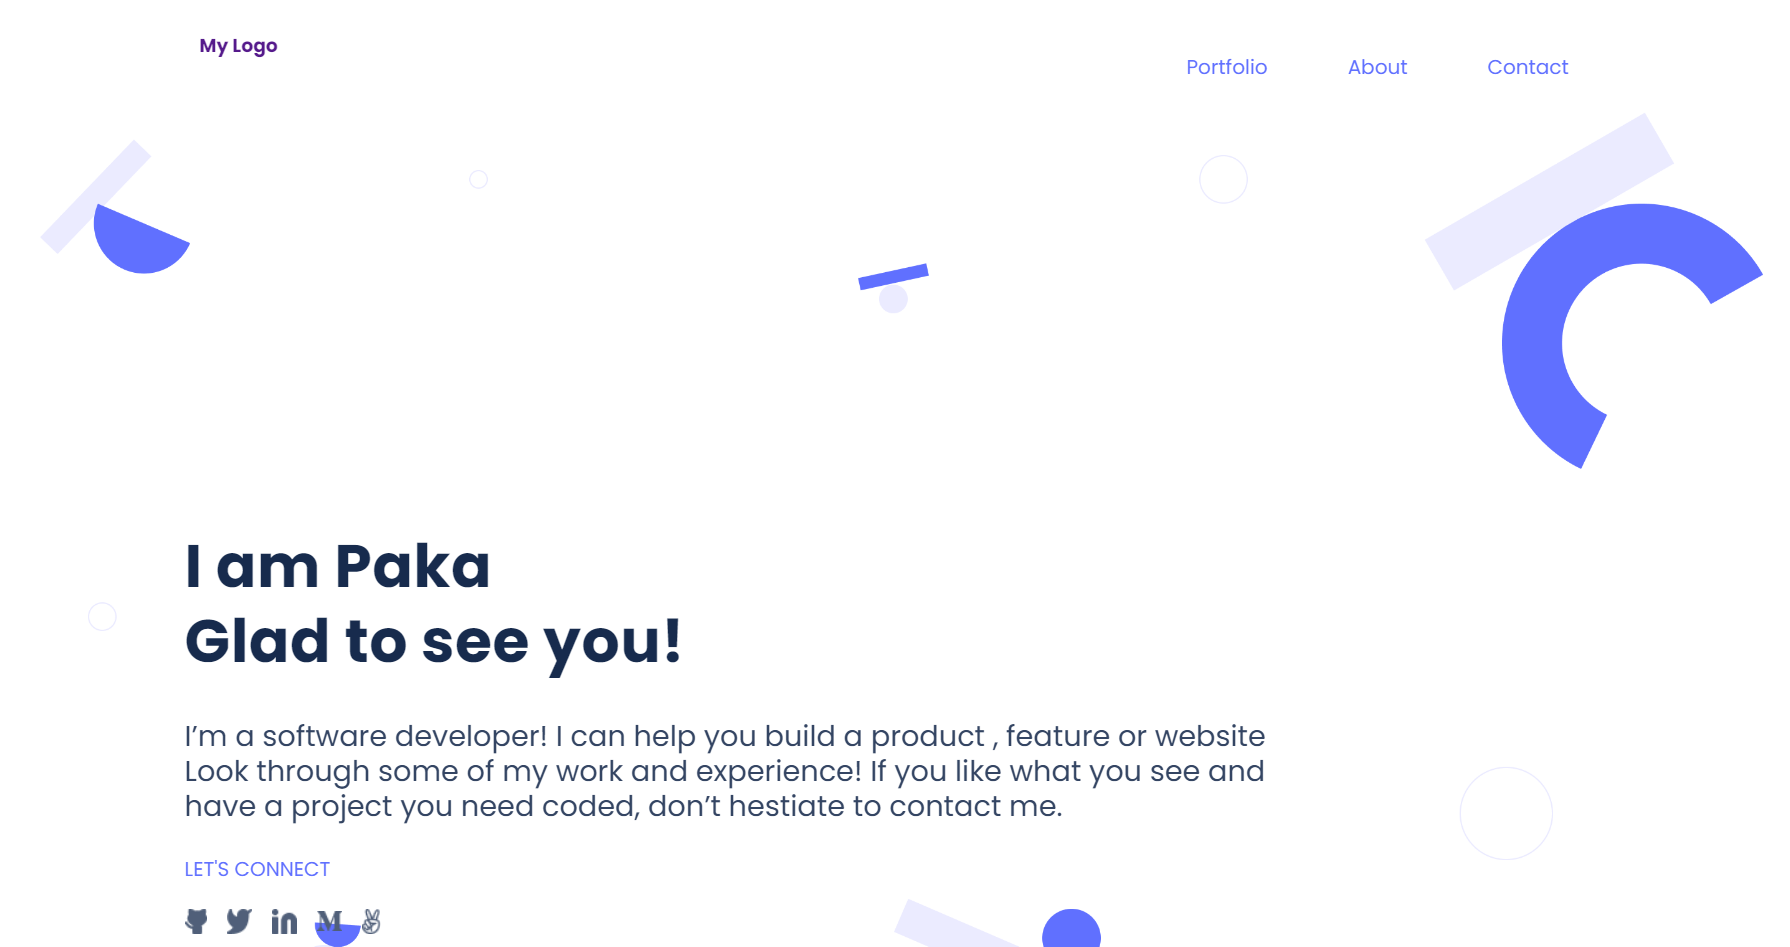 My Logo
Portfolio
About
Contact
I am Paka
Glad to see you!
I’m a software developer! I can help you build a product , feature or website
Look through some of my work and experience! If you like what you see and
have a project you need coded, don’t hestiate to contact me.
LET'S CONNECT